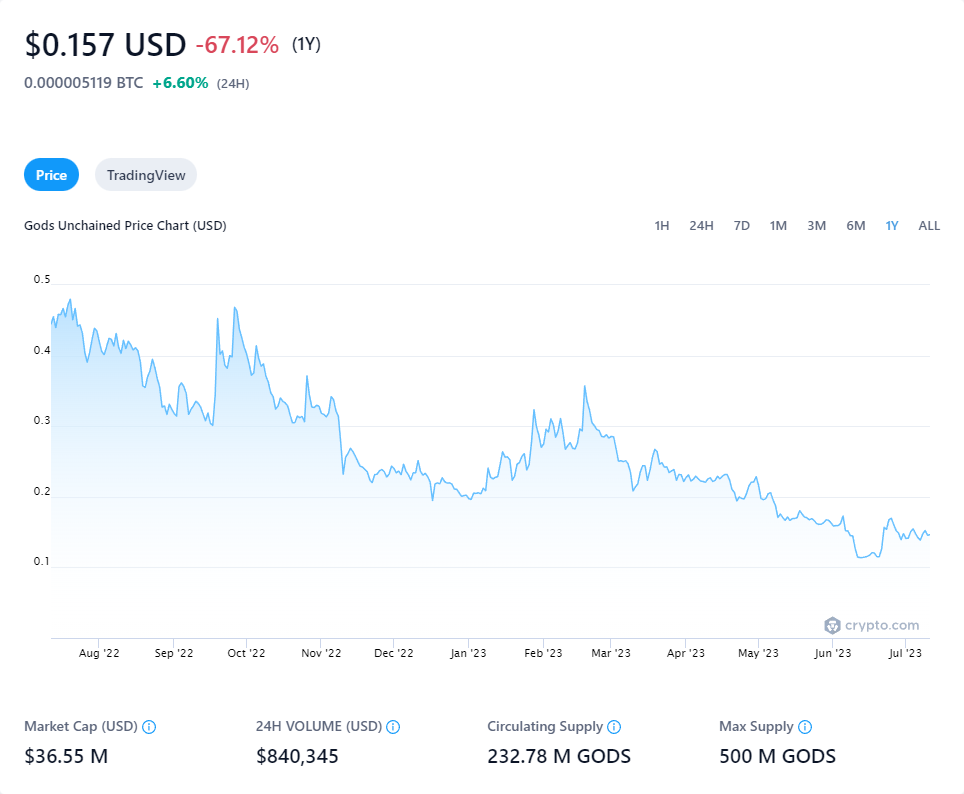 $0.157 USD -67.12% (1Y)
0.000005119 BTC +6.60% (24H)
Price TradingView
Gods Unchained Price Chart (USD) 1H 24H 7D 1M 3M 6M 1Y ALL
0.5
0.4
0.3
0.2
0.1
crypto.com
Aug '22 Sep '22 Oct '22 Nov '22 Dec '22 Jan '23 Feb '23 Mar '23 Apr '23 May '23 Jun '23 Jul '23
Market Cap (USD) 24H VOLUME (USD) Circulating Supply Max Supply
$36.55 M $840,345 232.78 M GODS 500 M GODS